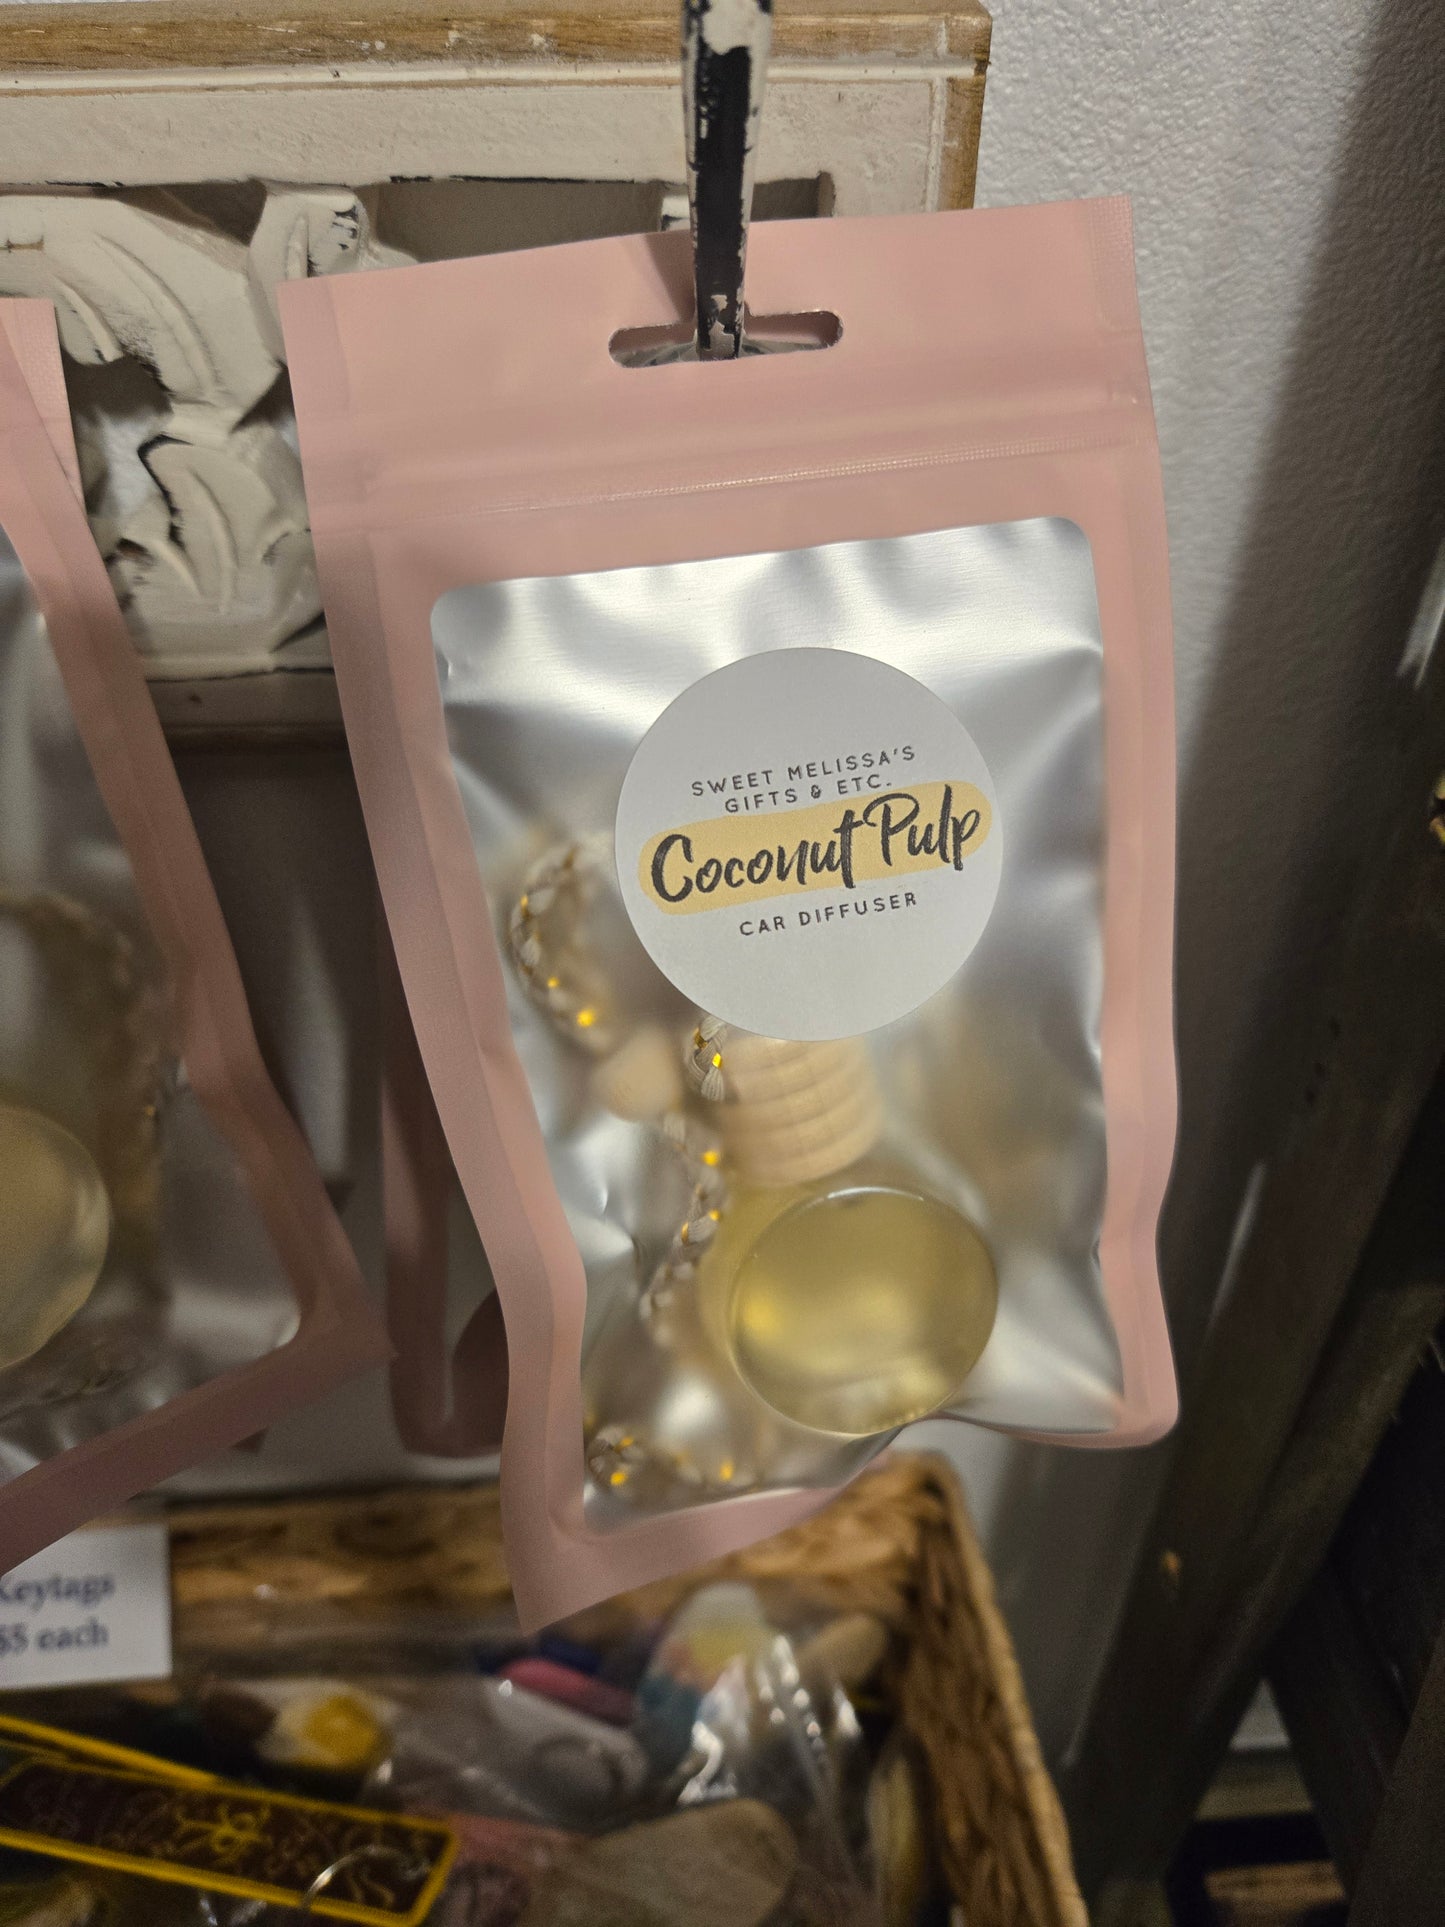 SWEET MELISSA'S
GIFTS & ETC.
Coconut Pulp
CAR DIFFUSER
Keytags
$5 each